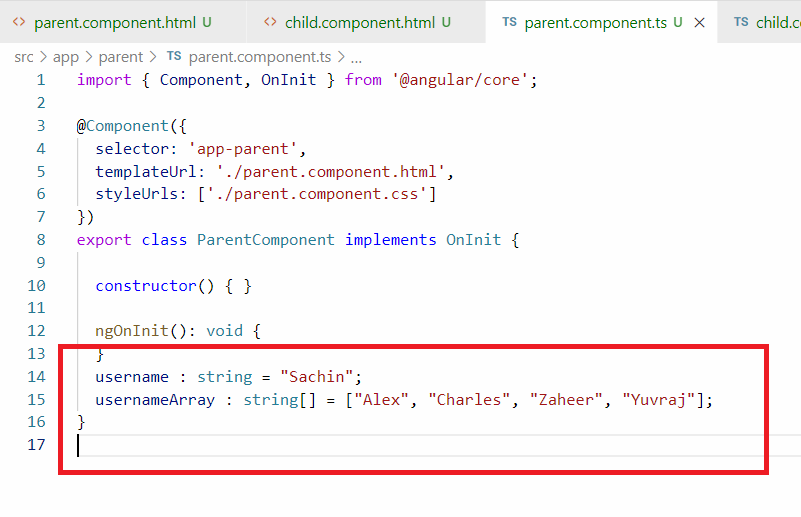 <> parent.component.html U <> child.component.html U TS parent.component.ts U × TS child.c
src > app > parent > TS parent.component.ts > ...
1 import { Component, OnInit } from '@angular/core';
2
3 @Component({
4 selector: 'app-parent',
5 templateUrl: './parent.component.html',
6 styleUrls: ['./parent.component.css']
7 })
8 export class ParentComponent implements OnInit {
9
10 constructor() { }
11
12 ngOnInit(): void {
13 }
14 username : string = "Sachin";
15 usernameArray : string[] = ["Alex", "Charles", "Zaheer", "Yuvraj"];
16 }
17